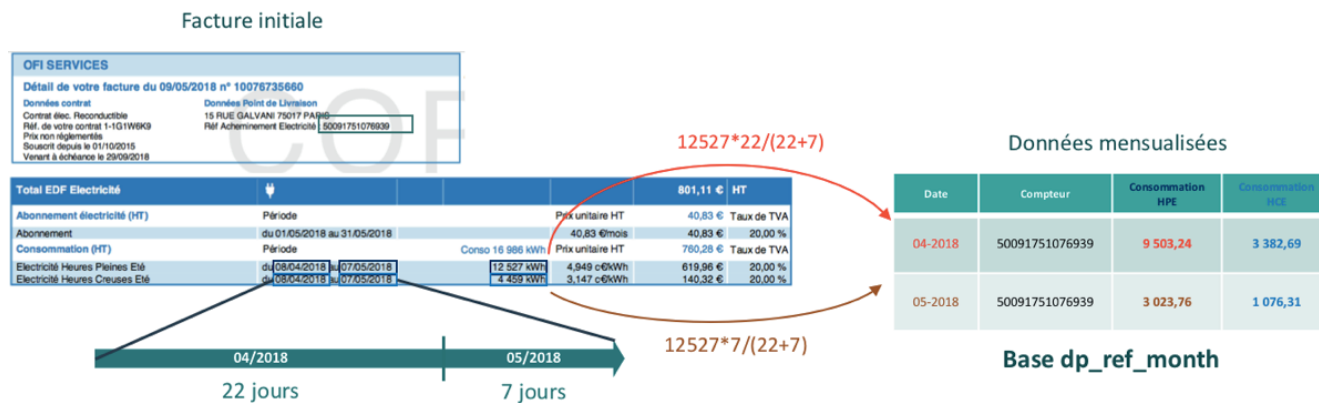 Facture initiale
OFI SERVICES
Détail de votre facture du 09/05/2018 n° 10076735660
Données contrat Données Point de Livraison
Contrat élec. Reconductible 15 RUE GALVANI 75017 PARIS
Réf. de votre contrat 1-1G1W6K9 Réf Acheminement Electricité 50091751076939
Prix non réglementés
Souscrit depuis le 01/10/2015
Venant à échéance le 29/09/2018
COF
12527*22/(22+7)
Données mensualisées
Total EDF Electricité 801,11 € HT
Abonnement électricité (HT) Période Prix unitaire HT 40,83 € Taux de TVA
Abonnement du 01/05/2018 au 31/05/2018 40,83 €/mois 40,83 € 20,00 %
Consommation (HT) Période Conso 16 986 kWh Prix unitaire HT 760,28 € Taux de TVA
Electricité Heures Pleines Eté du 08/04/2018 au 07/05/2018 12 527 kWh 4,949 c€/kWh 619,96 € 20,00 %
Electricité Heures Creuses Eté du 08/04/2018 au 07/05/2018 4 459 kWh 3,147 c€/kWh 140,32 € 20,00 %
Date Compteur Consommation HPE Consommation HCE
04-2018 50091751076939 9 503,24 3 382,69
05-2018 50091751076939 3 023,76 1 076,31
12527*7/(22+7)
Base dp_ref_month
04/2018 05/2018
22 jours 7 jours